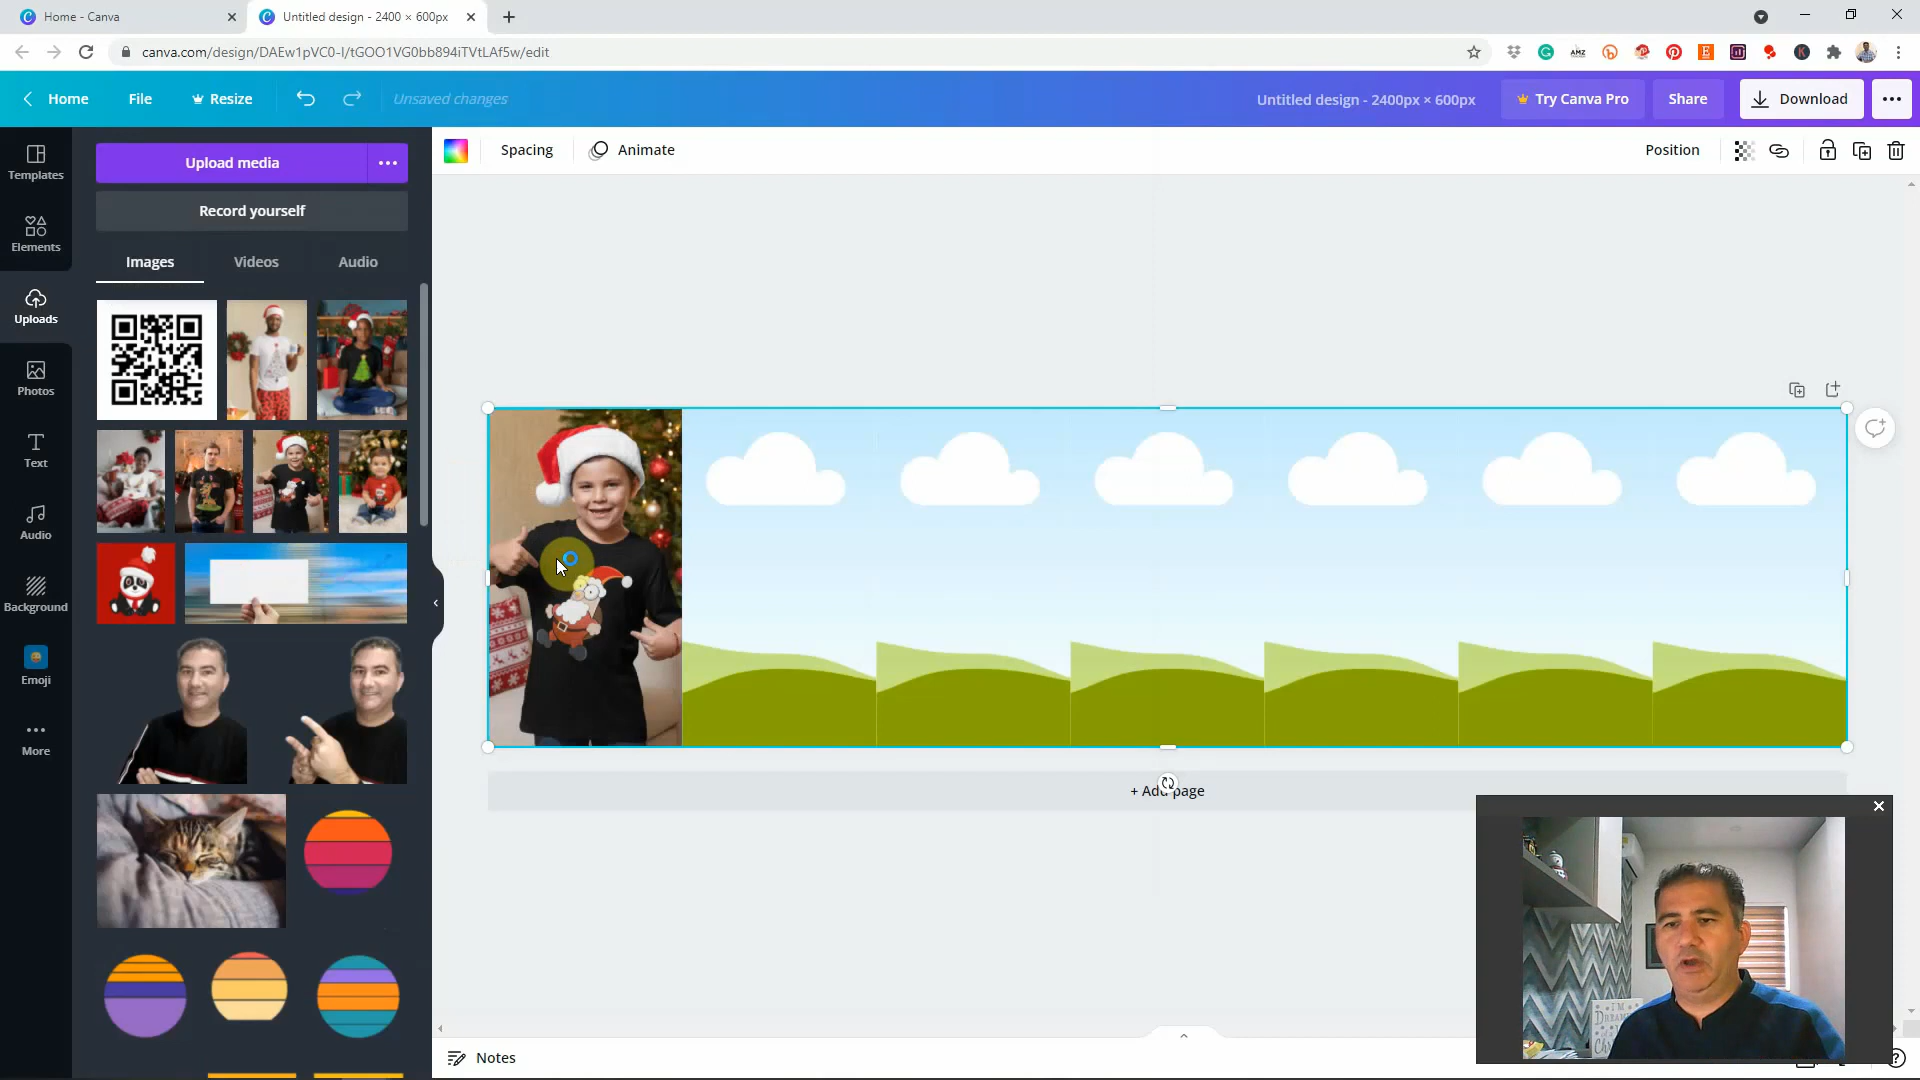 Home - Canva
Untitled design - 2400 × 600px
canva.com/design/DAEw1pVC0-I/tGOO1VG0bb894iTVtLAf5w/edit
Home
File
Resize
Unsaved changes
Untitled design - 2400px × 600px
Try Canva Pro
Share
Download
Templates
Elements
Uploads
Photos
Text
Audio
Background
Emoji
More
Upload media
Record yourself
Images
Videos
Audio
Spacing
Animate
Position
+ Add page
Notes